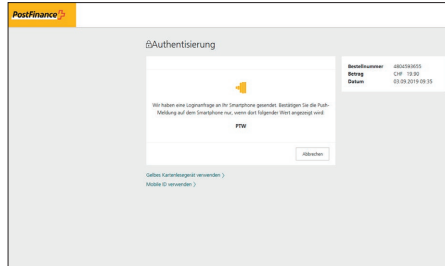 PostFinance
Authentisierung
Wir haben eine Loginanfrage an Ihr Smartphone gesendet. Bestätigen Sie die Push-
Meldung auf dem Smartphone nur, wenn dort folgender Wert angezeigt wird:
PTW
Abbrechen
Gelbes Kartenlesegerät verwenden
Mobile ID verwenden
Bestellnummer 4804593655
Betrag CHF 19.90
Datum 03.09.2019 09:35